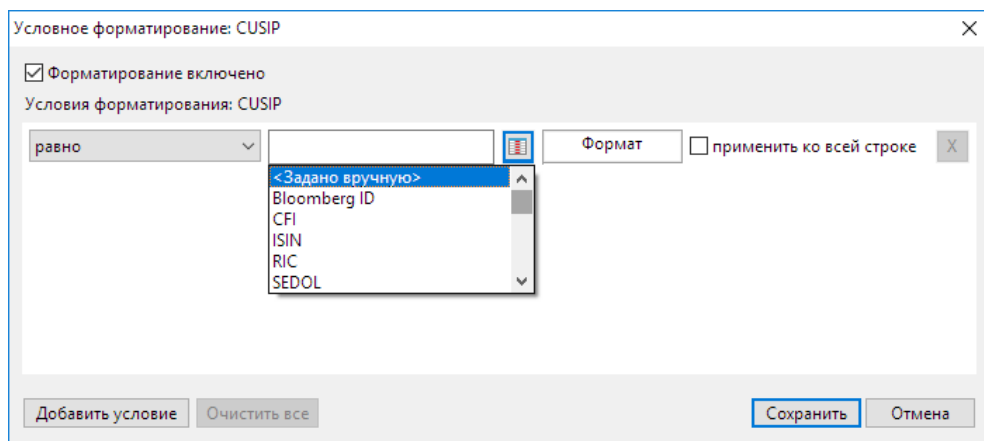 Условное форматирование: CUSIP
Форматирование включено
Условия форматирования: CUSIP
равно Формат применить ко всей строке X
<Задано вручную>
Bloomberg ID
CFI
ISIN
RIC
SEDOL
Добавить условие Очистить все Сохранить Отмена